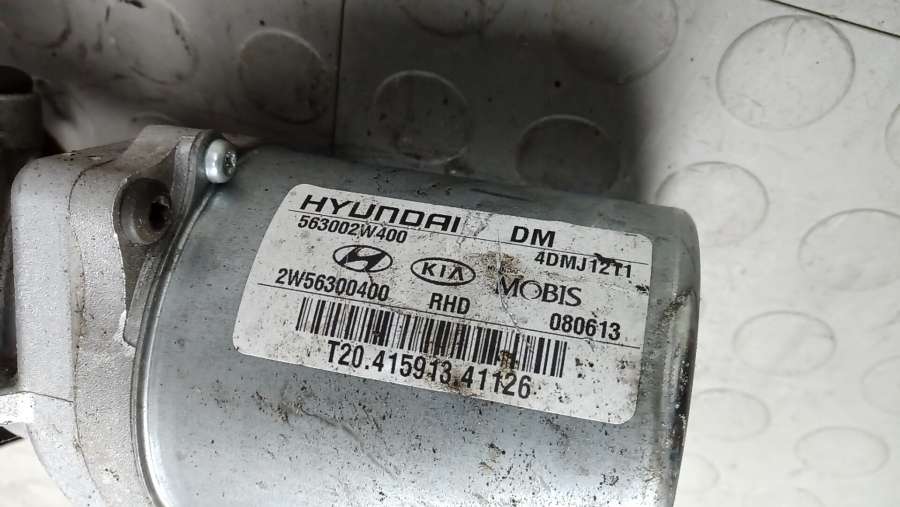 HYUNDAI DM
563002W400 4DMJ1211
KIA MOBIS
2W56300400 RHD 080613
T20.415913.41126